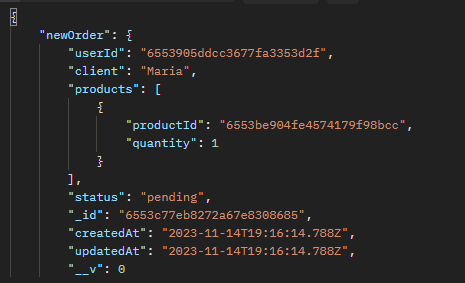 {
"newOrder": {
"userId": "6553905ddcc3677fa3353d2f",
"client": "Maria",
"products": [
{
"productId": "6553be904fe4574179f98bcc",
"quantity": 1
}
],
"status": "pending",
"_id": "6553c77eb8272a67e8308685",
"createdAt": "2023-11-14T19:16:14.788Z",
"updatedAt": "2023-11-14T19:16:14.788Z",
"__v": 0